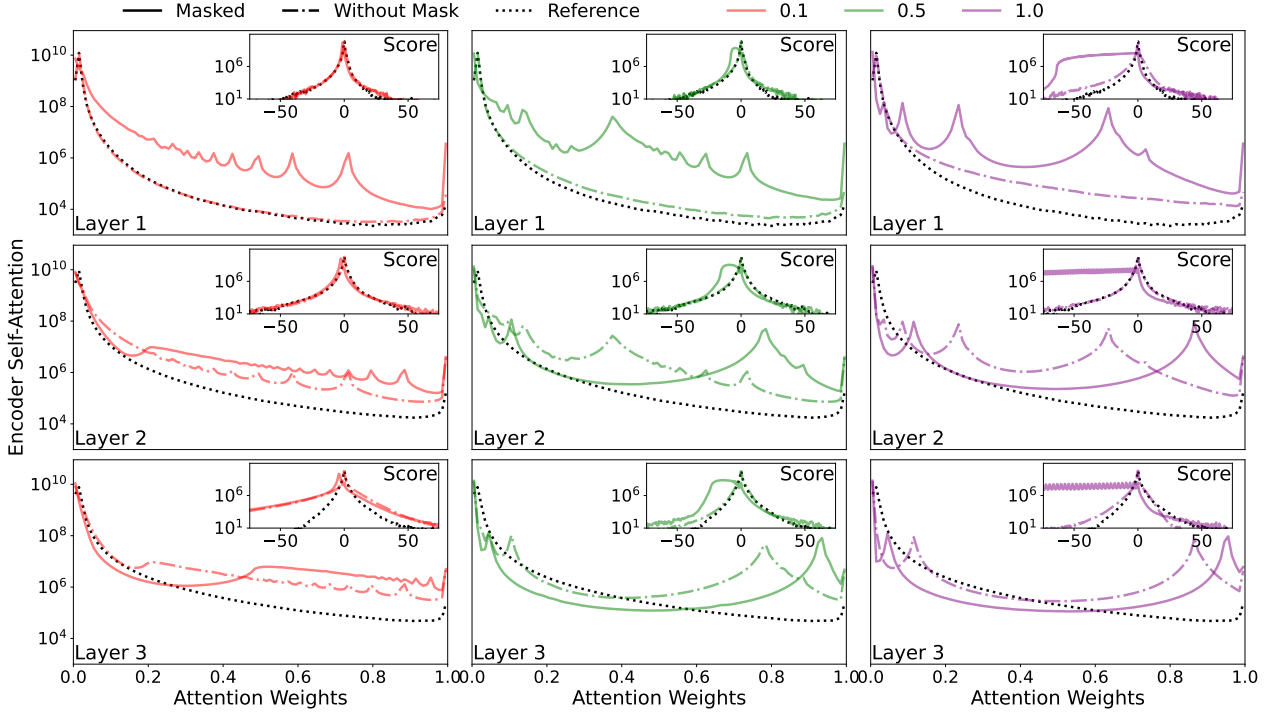 Masked Without Mask Reference 0.1 0.5 1.0
Encoder Self-Attention
10^10
10^8
10^6
10^4
Layer 1
Score
10^6
10^1
−50 0 50
Layer 1
Score
10^6
10^1
−50 0 50
Layer 1
Score
10^6
10^1
−50 0 50
10^10
10^8
10^6
10^4
Layer 2
Score
10^6
10^1
−50 0 50
Layer 2
Score
10^6
10^1
−50 0 50
Layer 2
Score
10^6
10^1
−50 0 50
10^10
10^8
10^6
10^4
Layer 3
Score
10^6
10^1
−50 0 50
Layer 3
Score
10^6
10^1
−50 0 50
Layer 3
Score
10^6
10^1
−50 0 50
0.0 0.2 0.4 0.6 0.8 1.0
0.0 0.2 0.4 0.6 0.8 1.0
0.0 0.2 0.4 0.6 0.8 1.0
Attention Weights
Attention Weights
Attention Weights